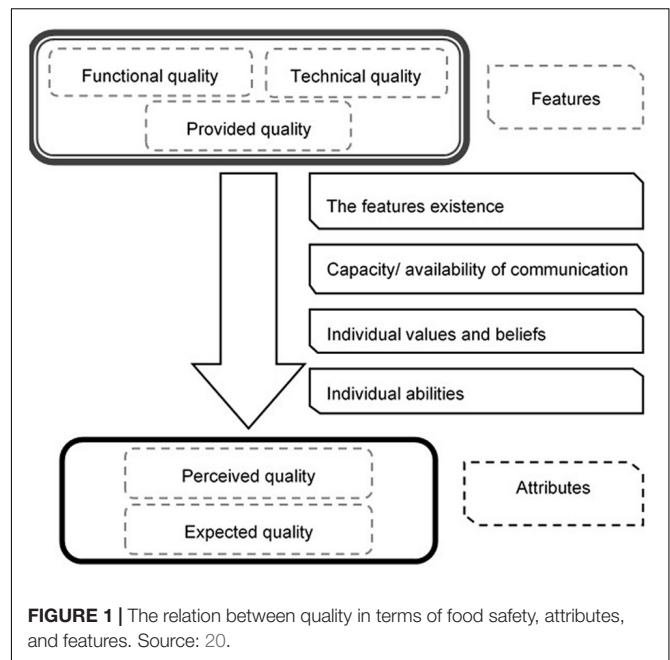 Functional quality
Technical quality
Provided quality
Features
The features existence
Capacity/ availability of communication
Individual values and beliefs
Individual abilities
Perceived quality
Expected quality
Attributes
FIGURE 1 | The relation between quality in terms of food safety, attributes,
and features. Source: 20.